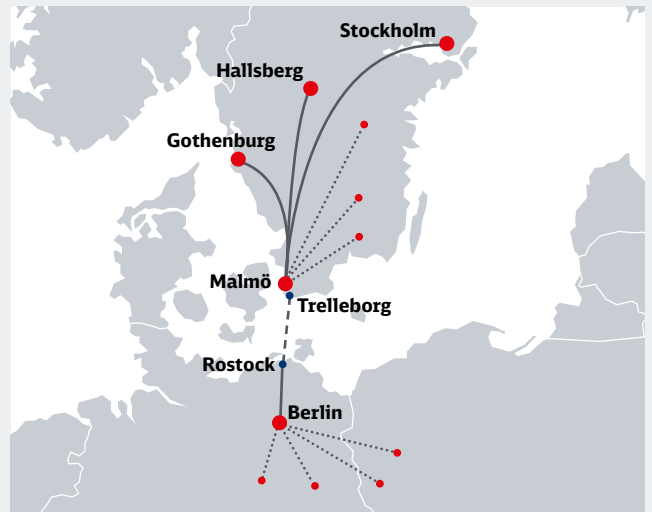 Stockholm
Hallsberg
Gothenburg
Malmö
Trelleborg
Rostock
Berlin